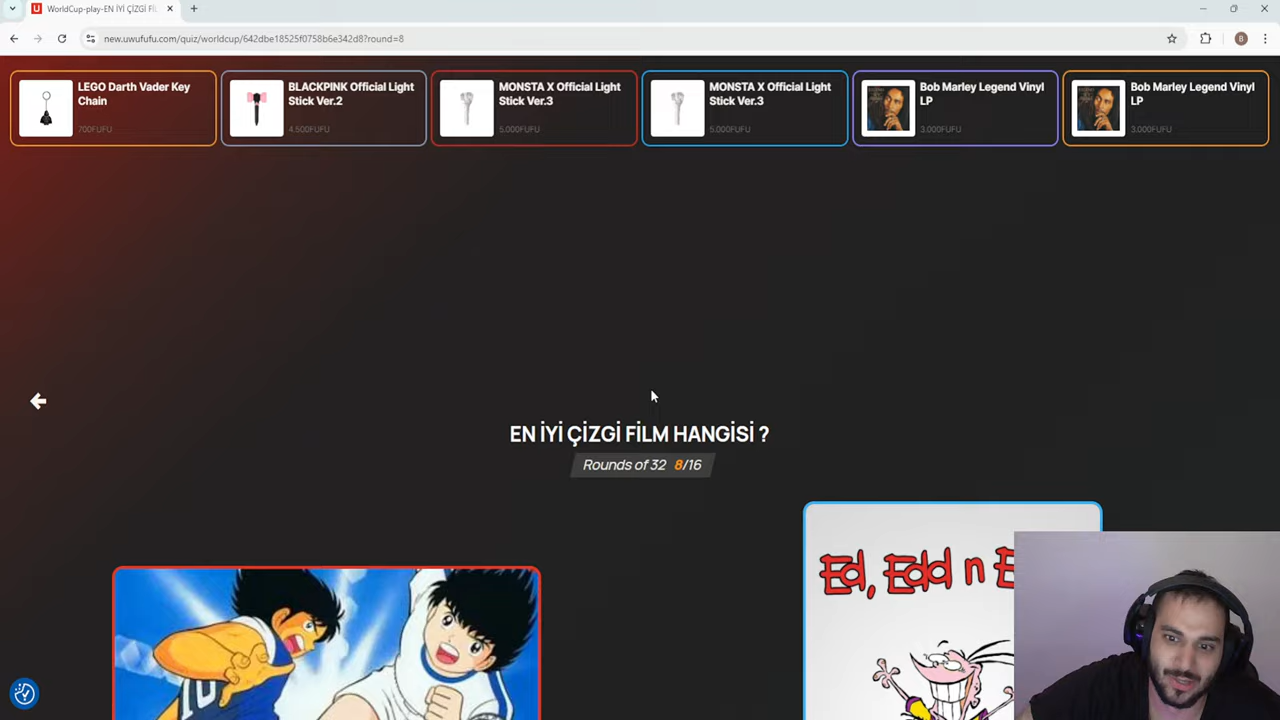 WorldCup-play-EN İYİ ÇİZGİ Fİ
new.uwufufu.com/quiz/worldcup/642dbe18525f0758b6e342d8?round=8
LEGO Darth Vader Key
Chain
700FUFU
BLACKPINK Official Light
Stick Ver.2
4.500FUFU
MONSTA X Official Light
Stick Ver.3
5.000FUFU
MONSTA X Official Light
Stick Ver.3
5.000FUFU
Bob Marley Legend Vinyl
LP
3.000FUFU
Bob Marley Legend Vinyl
LP
3.000FUFU
EN İYİ ÇİZGİ FİLM HANGİSİ ?
Rounds of 32 8/16
Ed, Edd n E